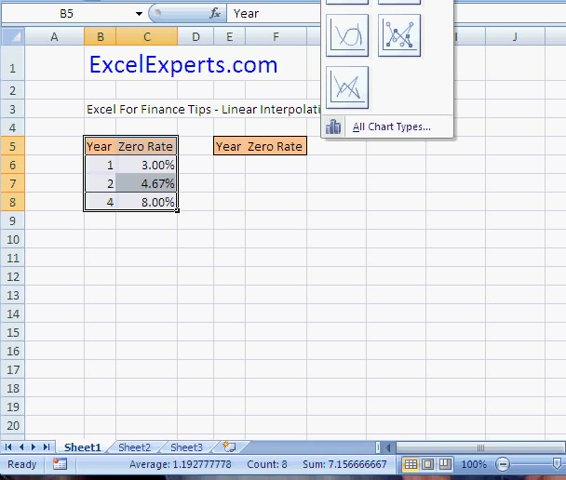 B5 fx Year
B C D E F I J
1 ExcelExperts.com
2
3 Excel For Finance Tips - Linear Interpolati
4
5 Year Zero Rate Year Zero Rate
6 1 3.00%
7 2 4.67%
8 4 8.00%
9
10
11
12
13
14
15
16
17
18
19
20
A
All Chart Types...
Sheet1 Sheet2 Sheet3
Ready Average: 1.192777778 Count: 8 Sum: 7.156666667 100%